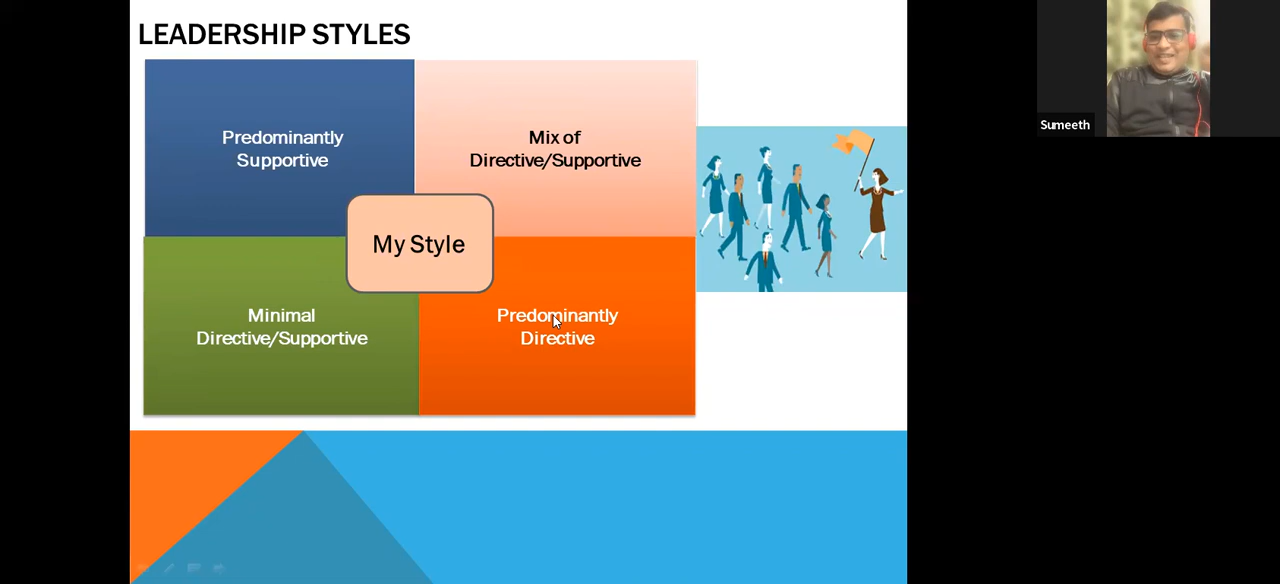 LEADERSHIP STYLES
Predominantly
Supportive
Mix of
Directive/Supportive
My Style
Minimal
Directive/Supportive
Predominantly
Directive
Sumeeth